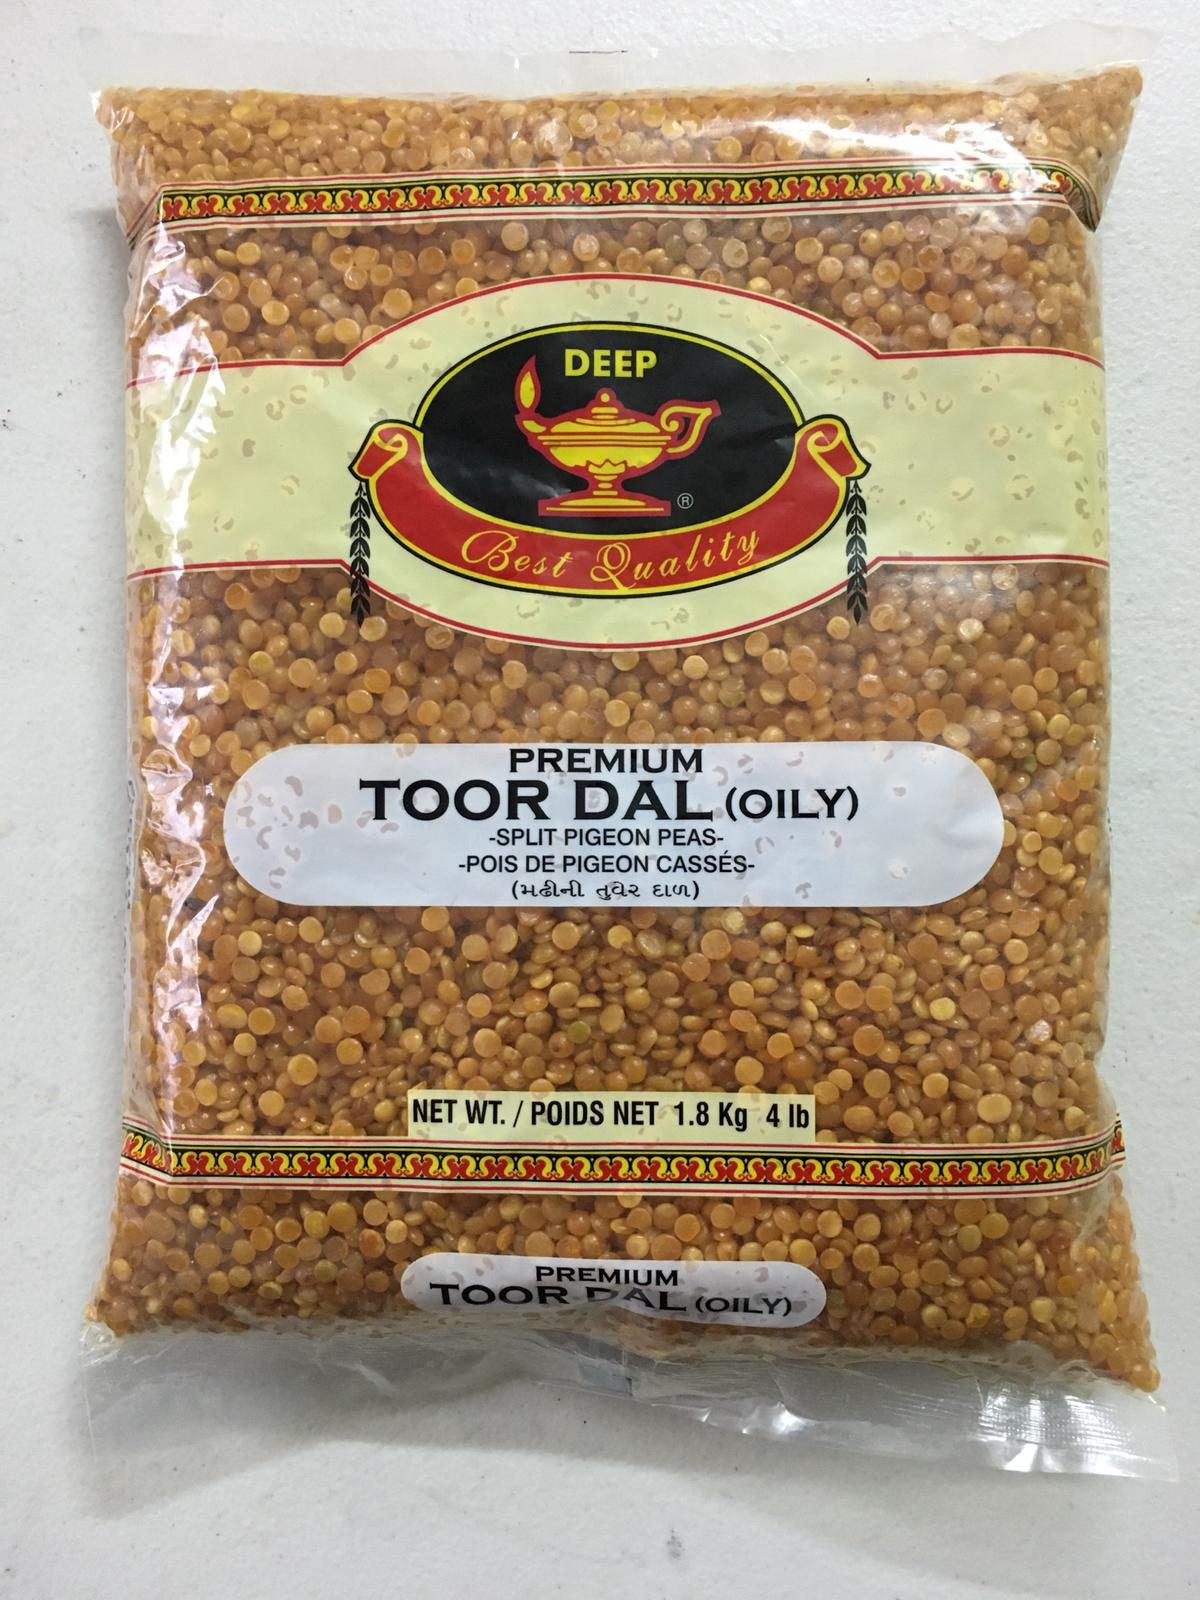 DEEP
®
Best Quality
PREMIUM
TOOR DAL (OILY)
-SPLIT PIGEON PEAS-
-POIS DE PIGEON CASSÉS-
(મઢીની તુવેર દાળ)
NET WT. / POIDS NET 1.8 Kg 4 lb
PREMIUM
TOOR DAL (OILY)